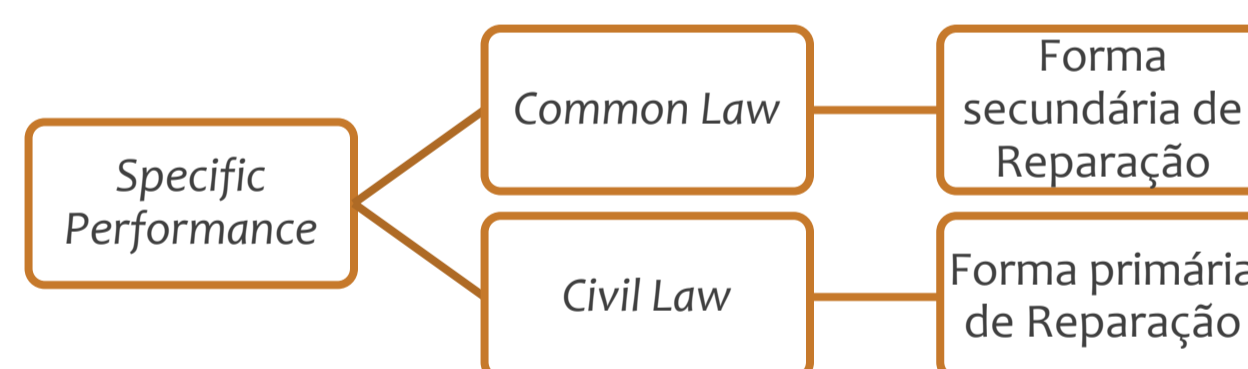 Specific
Performance
Common Law
Forma
secundária de
Reparação
Civil Law
Forma primária
de Reparação